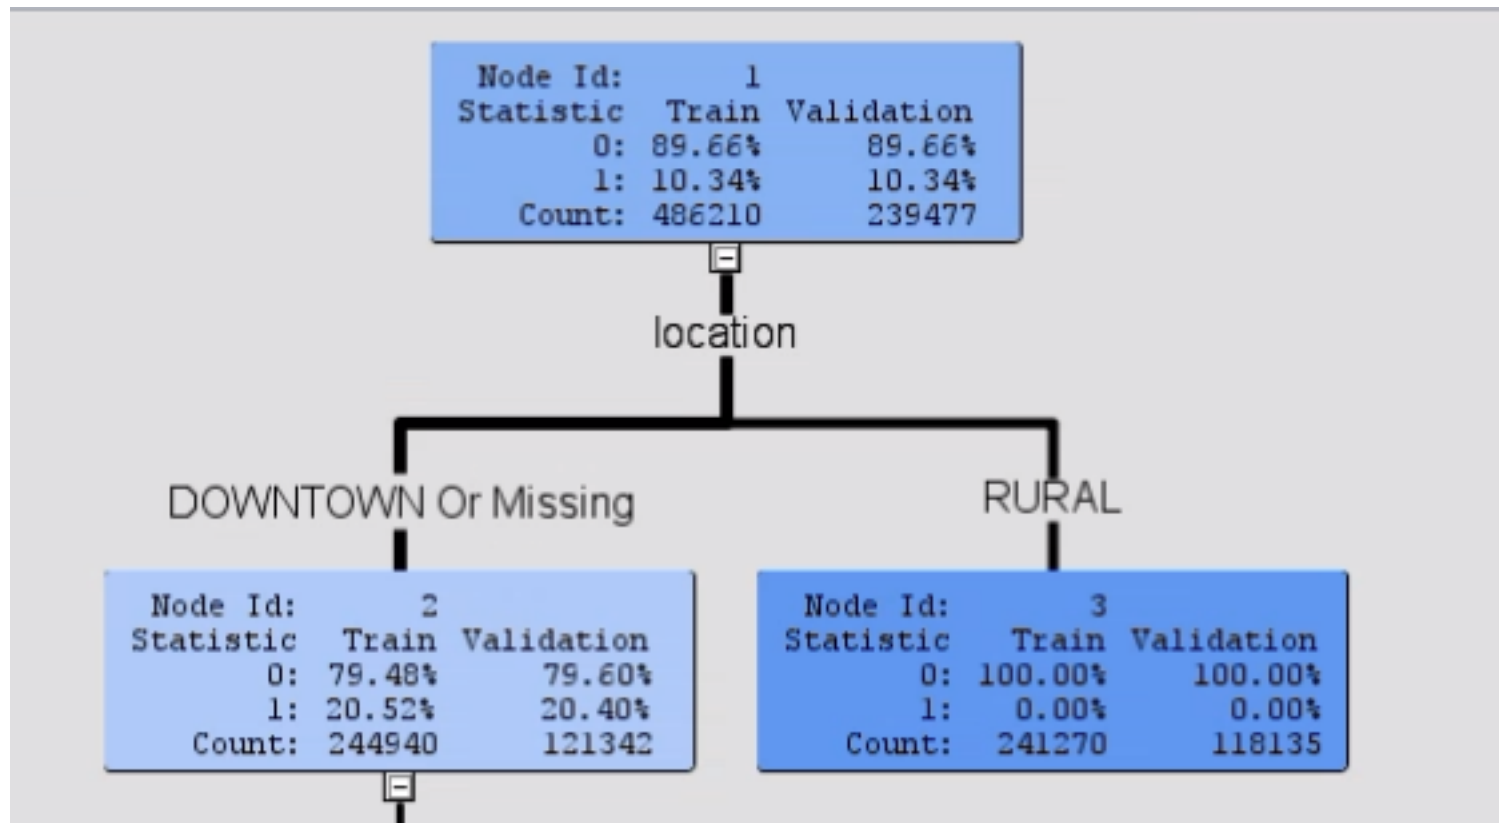 Node Id: 1
Statistic Train Validation
0: 89.66% 89.66%
1: 10.34% 10.34%
Count: 486210 239477
location
DOWNTOWN Or Missing
RURAL
Node Id: 2
Statistic Train Validation
0: 79.48% 79.60%
1: 20.52% 20.40%
Count: 244940 121342
Node Id: 3
Statistic Train Validation
0: 100.00% 100.00%
1: 0.00% 0.00%
Count: 241270 118135